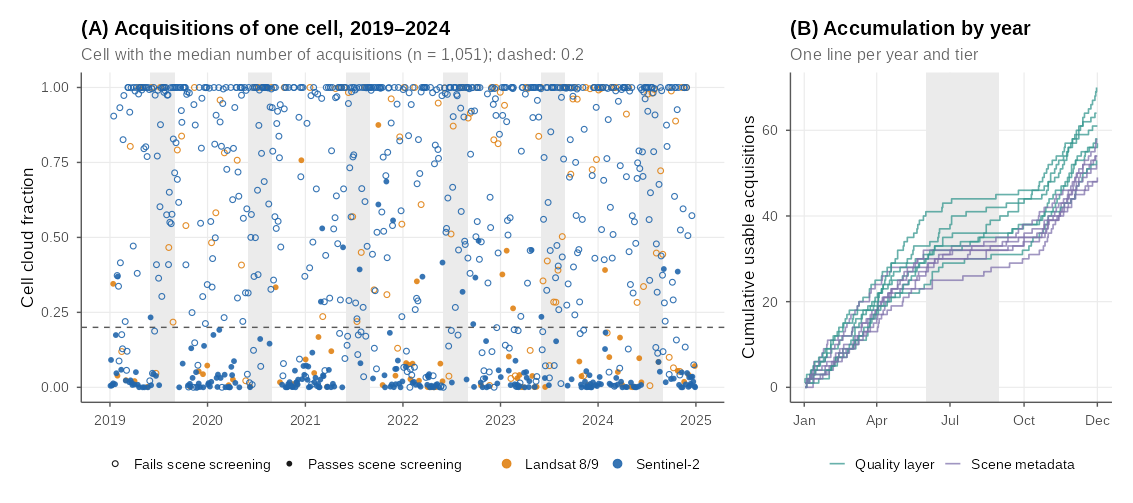 (A) Acquisitions of one cell, 2019–2024
Cell with the median number of acquisitions (n = 1,051); dashed: 0.2
Cell cloud fraction
1.00
0.75
0.50
0.25
0.00
2019
2020
2021
2022
2023
2024
2025
Fails scene screening
Passes scene screening
Landsat 8/9
Sentinel-2
(B) Accumulation by year
One line per year and tier
Cumulative usable acquisitions
60
40
20
0
Jan
Apr
Jul
Oct
Dec
Quality layer
Scene metadata